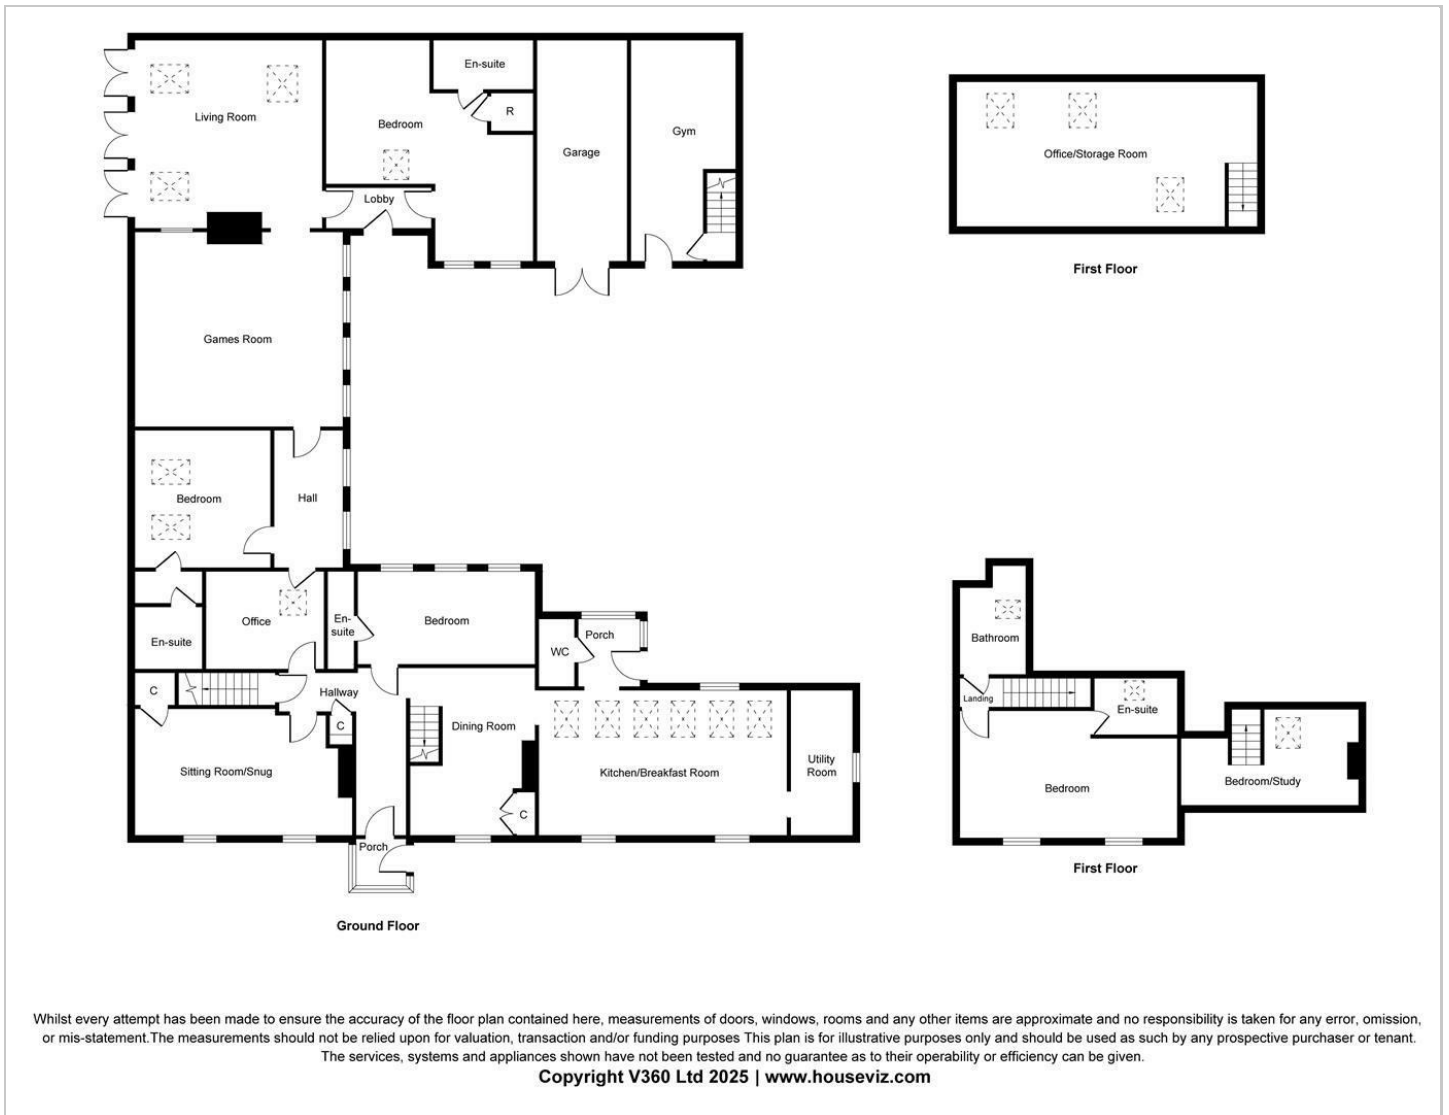 En-suite
Living Room
R
Bedroom
Gym
Garage
Lobby
Office/Storage Room
First Floor
Games Room
Bedroom
Hall
En-
suite
Office
Bedroom
En-suite
WC
Porch
Bathroom
C
Hallway
Landing
En-suite
C
Dining Room
Sitting Room/Snug
Kitchen/Breakfast Room
Utility
Room
Bedroom
Bedroom/Study
C
Porch
First Floor
Ground Floor
Whilst every attempt has been made to ensure the accuracy of the floor plan contained here, measurements of doors, windows, rooms and any other items are approximate and no responsibility is taken for any error, omission,
or mis-statement.The measurements should not be relied upon for valuation, transaction and/or funding purposes This plan is for illustrative purposes only and should be used as such by any prospective purchaser or tenant.
The services, systems and appliances shown have not been tested and no guarantee as to their operability or efficiency can be given.
Copyright V360 Ltd 2025 | www.houseviz.com